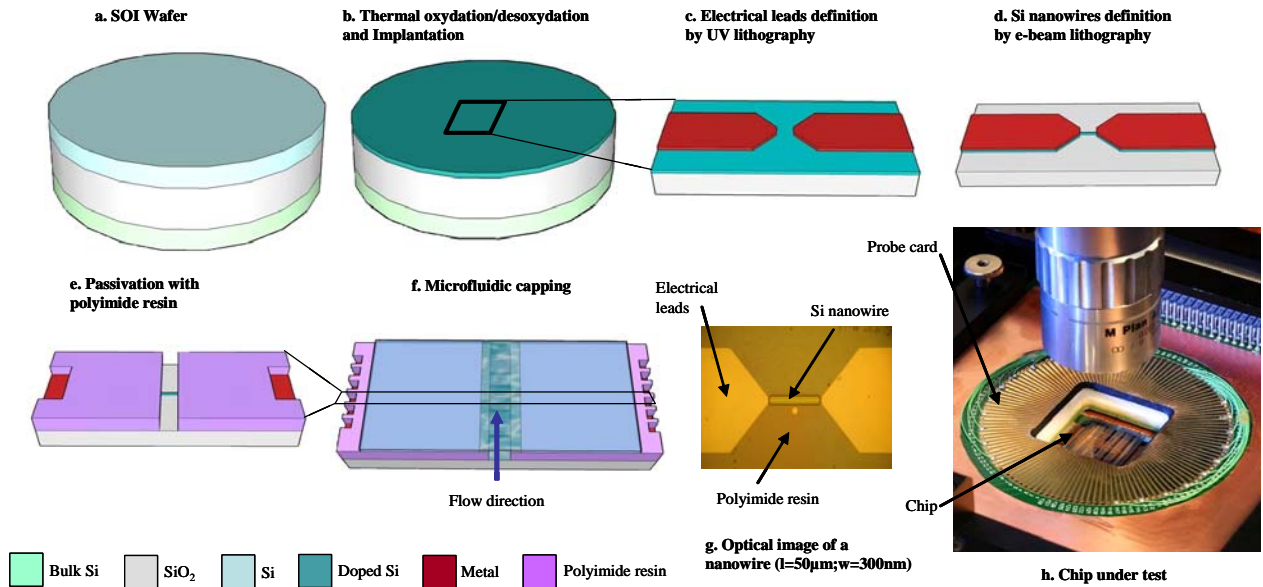 a. SOI Wafer
b. Thermal oxydation/desoxydation
and Implantation
c. Electrical leads definition
by UV lithography
d. Si nanowires definition
by e-beam lithography
e. Passivation with
polyimide resin
f. Microfluidic capping
Flow direction
Electrical
leads
Si nanowire
Polyimide resin
g. Optical image of a
nanowire (l=50µm;w=300nm)
Probe card
M Plan
Chip
h. Chip under test
Bulk Si
SiO₂
Si
Doped Si
Metal
Polyimide resin